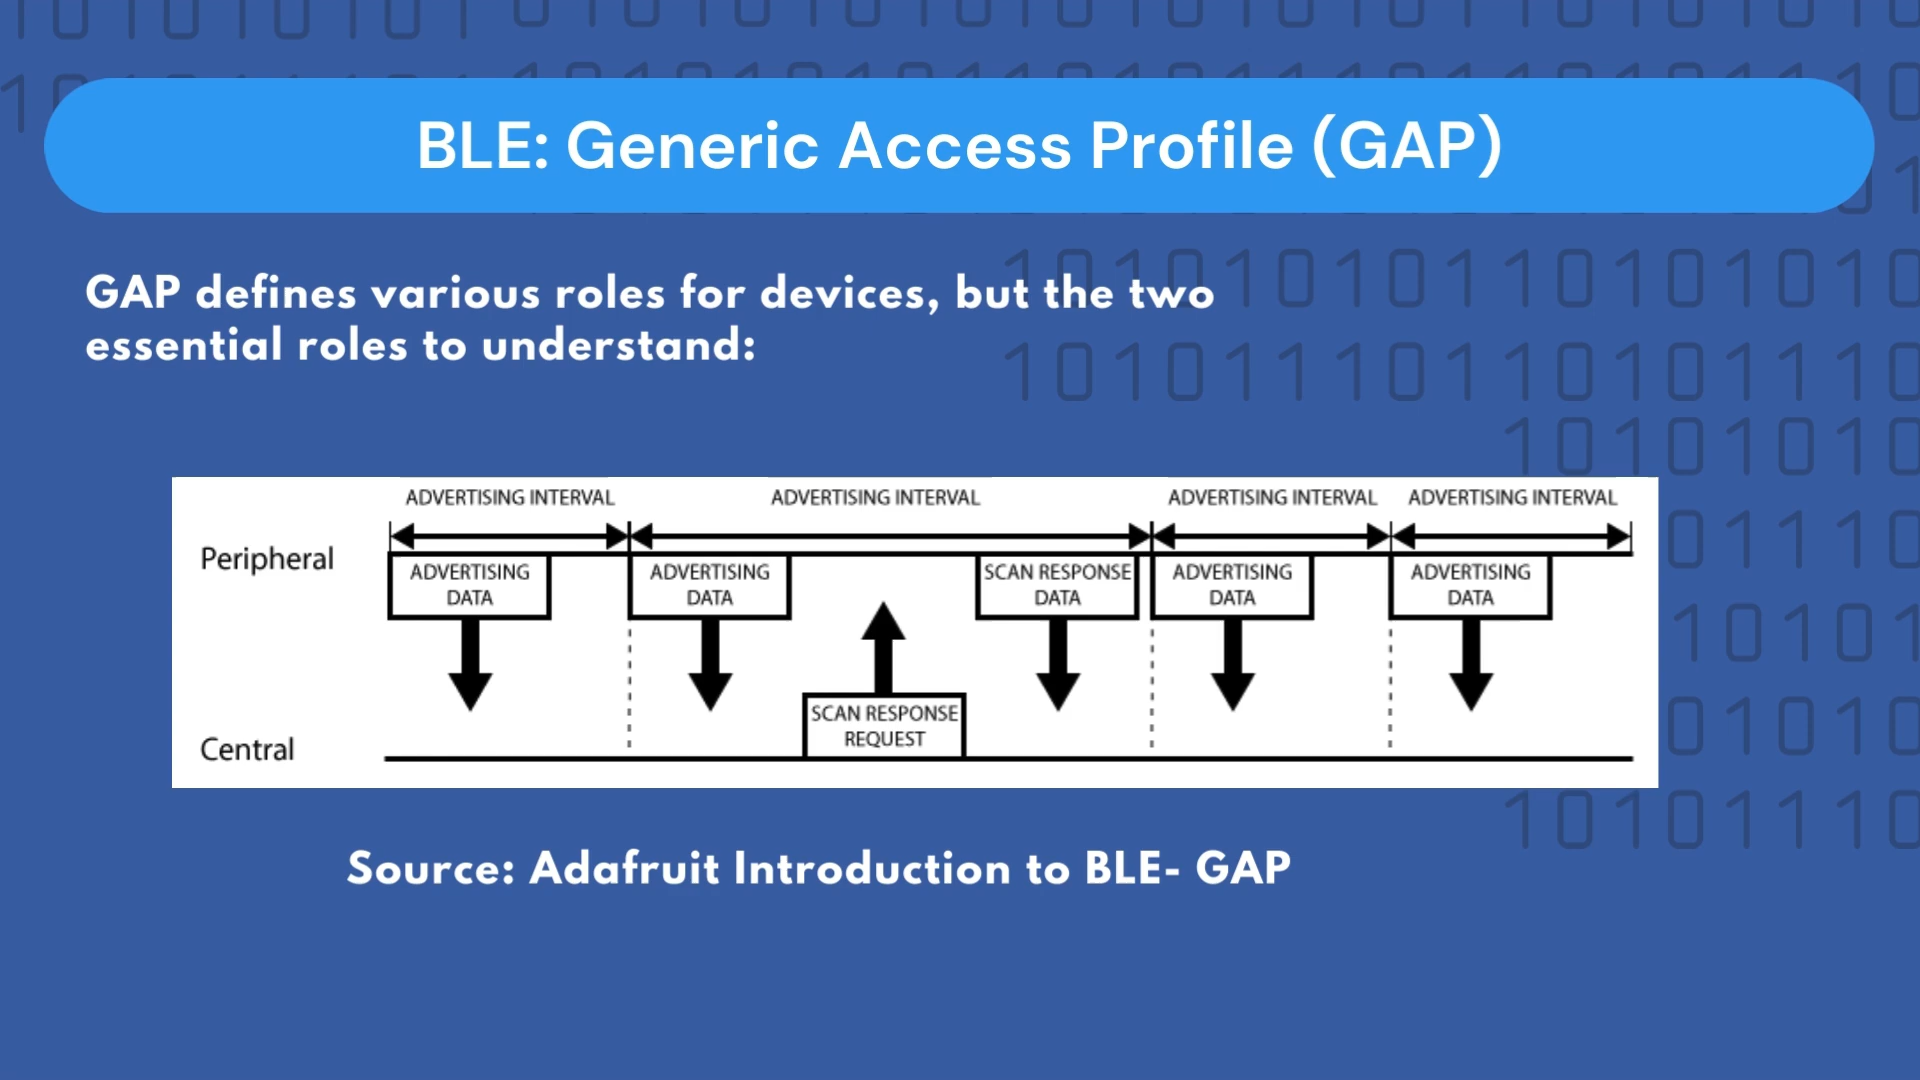 BLE: Generic Access Profile (GAP)
GAP defines various roles for devices, but the two
essential roles to understand:
ADVERTISING INTERVAL ADVERTISING INTERVAL ADVERTISING INTERVAL ADVERTISING INTERVAL
Peripheral
ADVERTISING DATA
ADVERTISING DATA
SCAN RESPONSE DATA
ADVERTISING DATA
ADVERTISING DATA
SCAN RESPONSE
REQUEST
Central
Source: Adafruit Introduction to BLE- GAP